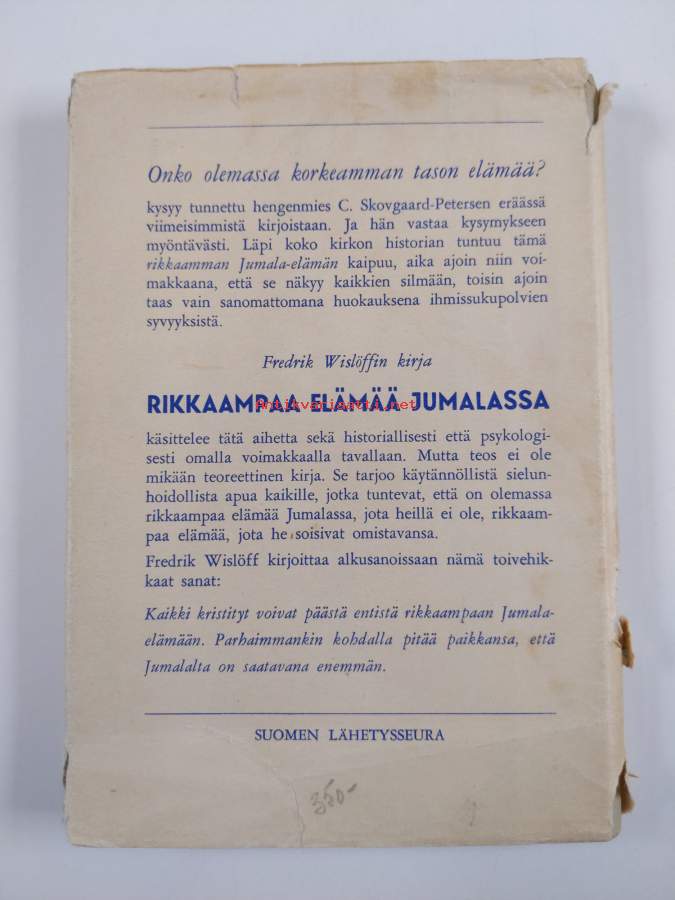 Onko olemassa korkeamman tason elämää?
kysyy tunnettu hengenmies C. Skovgaard-Petersen eräässä
viimeisimmistä kirjoistaan. Ja hän vastaa kysymykseen
myöntävästi. Läpi koko kirkon historian tuntuu tämä
rikkaamman Jumala-elämän kaipuu, aika ajoin niin voi-
makkaana, että se näkyy kaikkien silmään, toisin ajoin
taas vain sanomattomana huokauksena ihmissukupolvien
syvyyksistä.
Fredrik Wislöffin kirja
RIKKAAMPAA ELÄMÄÄ JUMALASSA
Antikvariaatti.net
käsittelee tätä aihetta sekä historiallisesti että psykologi-
sesti omalla voimakkaalla tavallaan. Mutta teos ei ole
mikään teoreettinen kirja. Se tarjoo käytännöllistä sielun-
hoidollista apua kaikille, jotka tuntevat, että on olemassa
rikkaampaa elämää Jumalassa, jota heillä ei ole, rikkaam-
paa elämää, jota he soisivat omistavansa.
Fredrik Wislöff kirjoittaa alkusanoissaan nämä toivehik-
kaat sanat:
Kaikki kristityt voivat päästä entistä rikkaampaan Jumala-
elämään. Parhaimmankin kohdalla pitää paikkansa, että
Jumalalta on saatavana enemmän.
SUOMEN LÄHETYSSEURA
350-